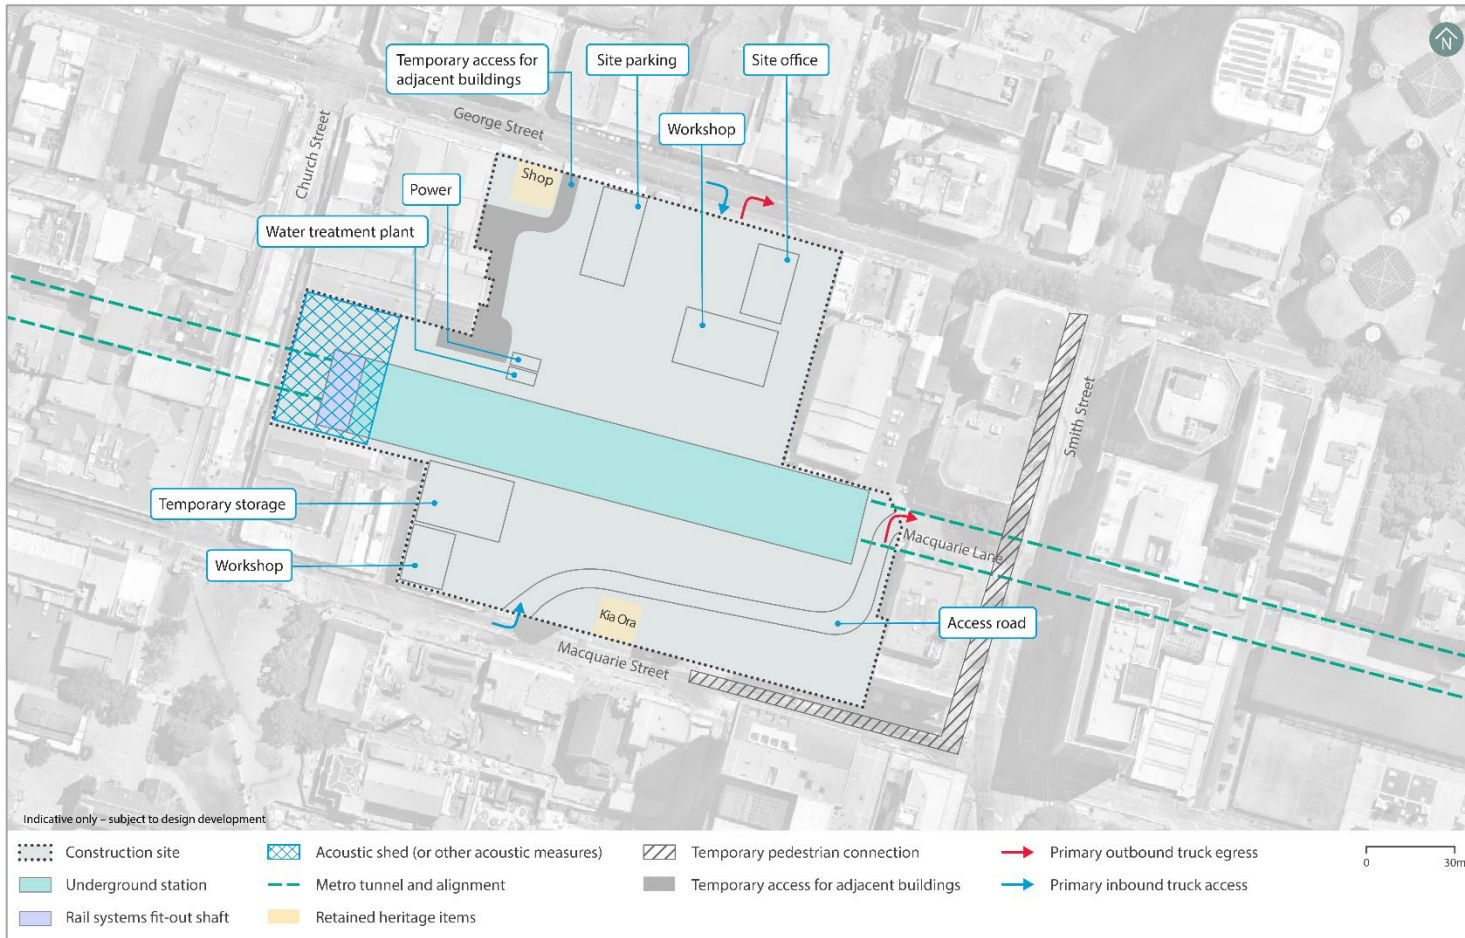 N
Temporary access for
adjacent buildings
Site parking
Site office
George Street
Workshop
Church Street
Shop
Power
Water treatment plant
Smith Street
Temporary storage
Macquarie Lane
Workshop
Kia Ora
Access road
Macquarie Street
Indicative only – subject to design development
Construction site
Acoustic shed (or other acoustic measures)
Temporary pedestrian connection
Primary outbound truck egress
0 30m
Underground station
Metro tunnel and alignment
Temporary access for adjacent buildings
Primary inbound truck access
Rail systems fit-out shaft
Retained heritage items